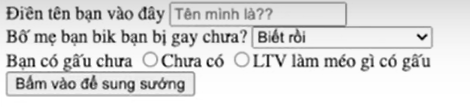 Điền tên bạn vào đây Tên mình là??
Bố mẹ bạn bik bạn bị gay chưa? Biết rồi
Bạn có gấu chưa Chưa có LTV làm méo gì có gấu
Bấm vào để sung sướng